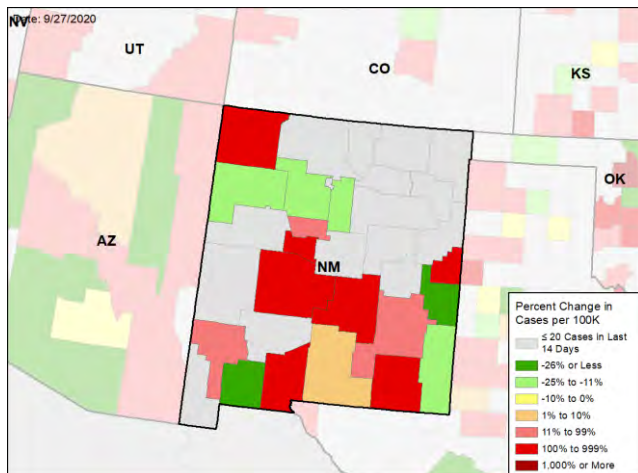 Date: 9/27/2020
NV
UT
CO
KS
OK
AZ
NM
Percent Change in
Cases per 100K
≤ 20 Cases in Last
14 Days
-26% or Less
-25% to -11%
-10% to 0%
1% to 10%
11% to 99%
100% to 999%
1,000% or More